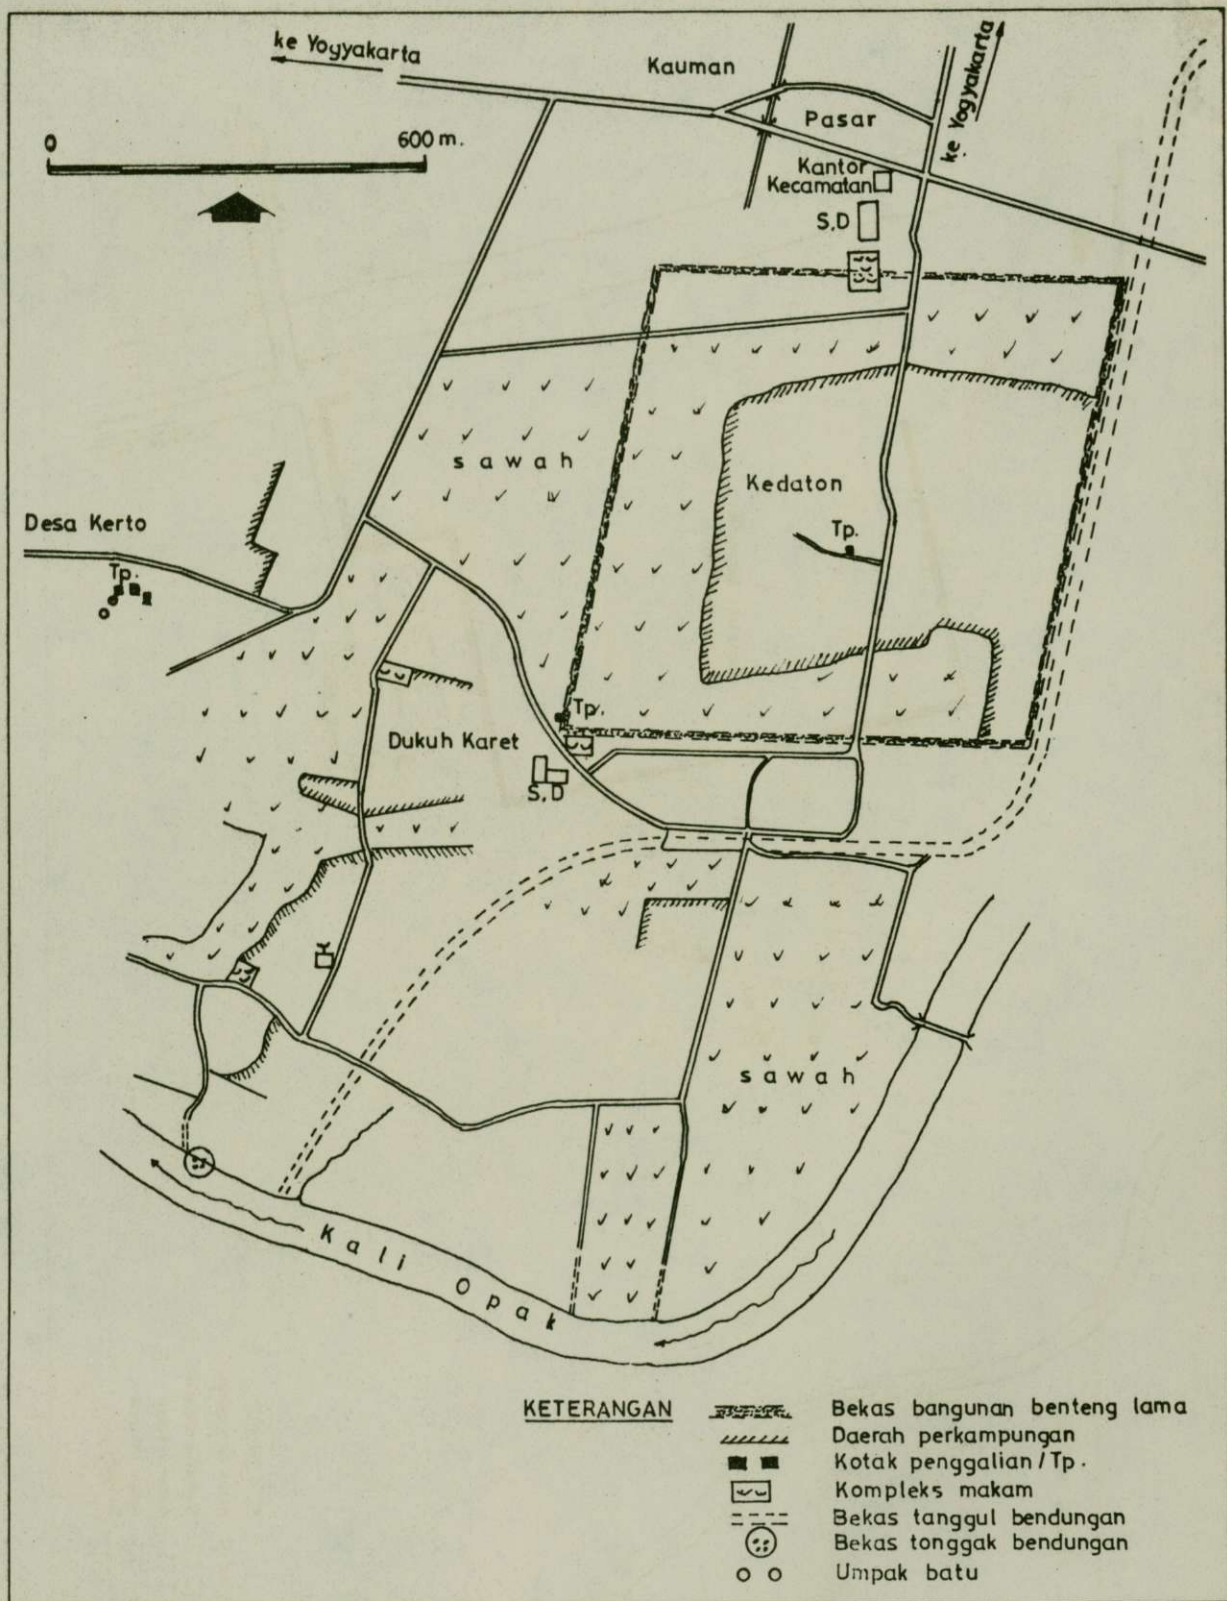 ke Yogyakarta
Kauman
ke Yogyakarta
Pasar
0 600 m.
Kantor
Kecamatan
S.D
sawah
Kedaton
Desa Kerto
Tp.
Tp.
Tp.
Dukuh Karet
S.D
sawah
Kali Opak
KETERANGAN
Bekas bangunan benteng lama
Daerah perkampungan
Kotak penggalian / Tp.
Kompleks makam
Bekas tanggul bendungan
Bekas tonggak bendungan
Umpak batu